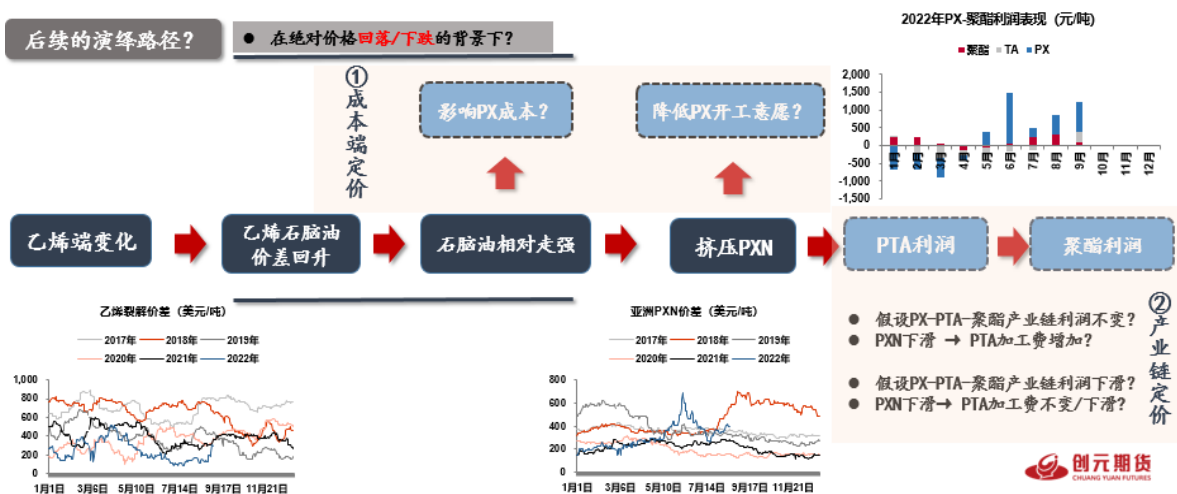 后续的演绎路径?
● 在绝对价格回落/下跌的背景下?
2022年PX-聚酯利润表现（元/吨）
聚酯 TA PX
2,000
1,500
1,000
500
0
-500
-1,000
-1,500
1月 2月 3月 4月 5月 6月 7月 8月 9月 10月 11月 12月
①成本端定价
影响PX成本?
降低PX开工意愿?
乙烯端变化
乙烯石脑油
价差回升
石脑油相对走强
挤压PXN
PTA利润
聚酯利润
乙烯裂解价差（美元/吨）
2017年 2018年 2019年
2020年 2021年 2022年
1,000
800
600
400
200
0
1月1日 3月6日 5月10日 7月14日 9月17日 11月21日
亚洲PXN价差（美元/吨）
2017年 2018年 2019年
2020年 2021年 2022年
800
600
400
200
0
1月1日 3月6日 5月10日 7月14日 9月17日 11月21日
● 假设PX-PTA-聚酯产业链利润不变?
● PXN下滑 → PTA加工费增加?
● 假设PX-PTA-聚酯产业链利润下滑?
● PXN下滑→ PTA加工费不变/下滑?
②产业链定价
创元期货
CHUANG YUAN FUTURES